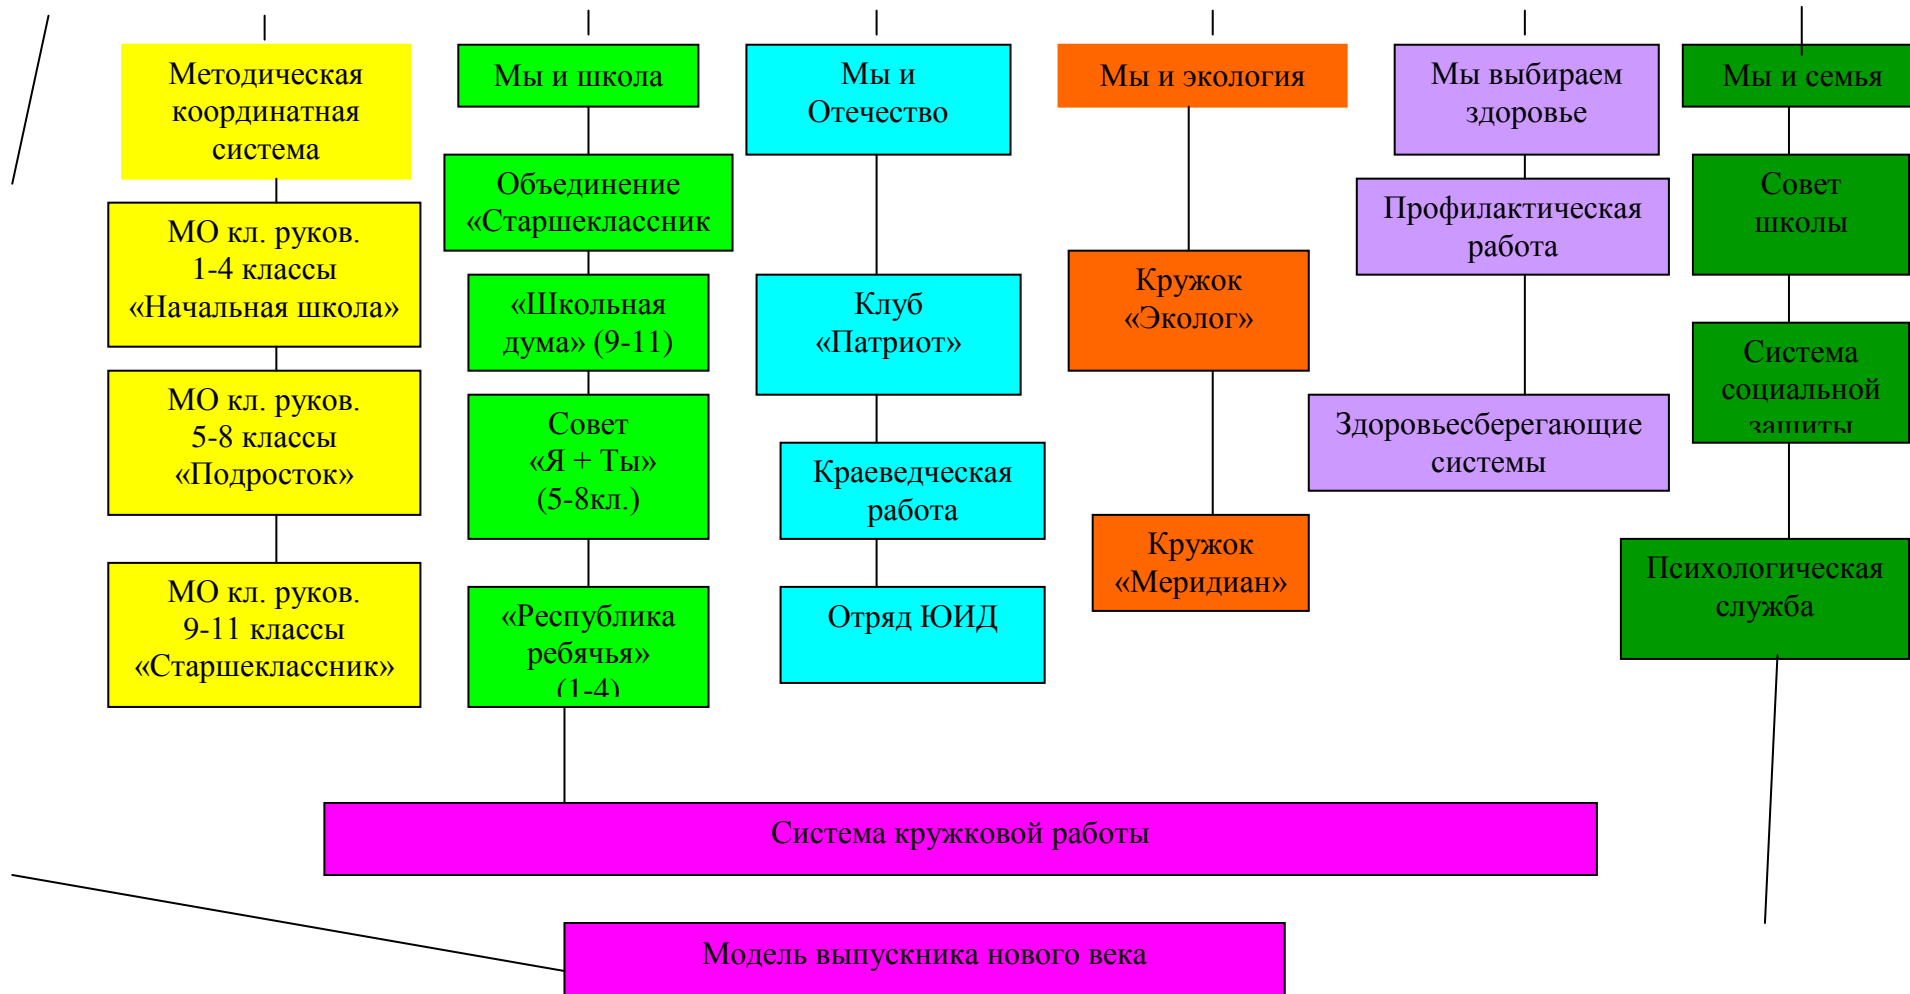 Методическая
координатная
система
МО кл. руков.
1-4 классы
«Начальная школа»
МО кл. руков.
5-8 классы
«Подросток»
МО кл. руков.
9-11 классы
«Старшеклассник»
Мы и школа
Объединение
«Старшеклассник
«Школьная
дума» (9-11)
Совет
«Я + Ты»
(5-8кл.)
«Республика
ребячья»
(1-4)
Мы и
Отечество
Клуб
«Патриот»
Краеведческая
работа
Отряд ЮИД
Мы и экология
Кружок
«Эколог»
Кружок
«Меридиан»
Мы выбираем
здоровье
Профилактическая
работа
Здоровьесберегающие
системы
Мы и семья
Совет
школы
Система
социальной
защиты
Психологическая
служба
Система кружковой работы
Модель выпускника нового века